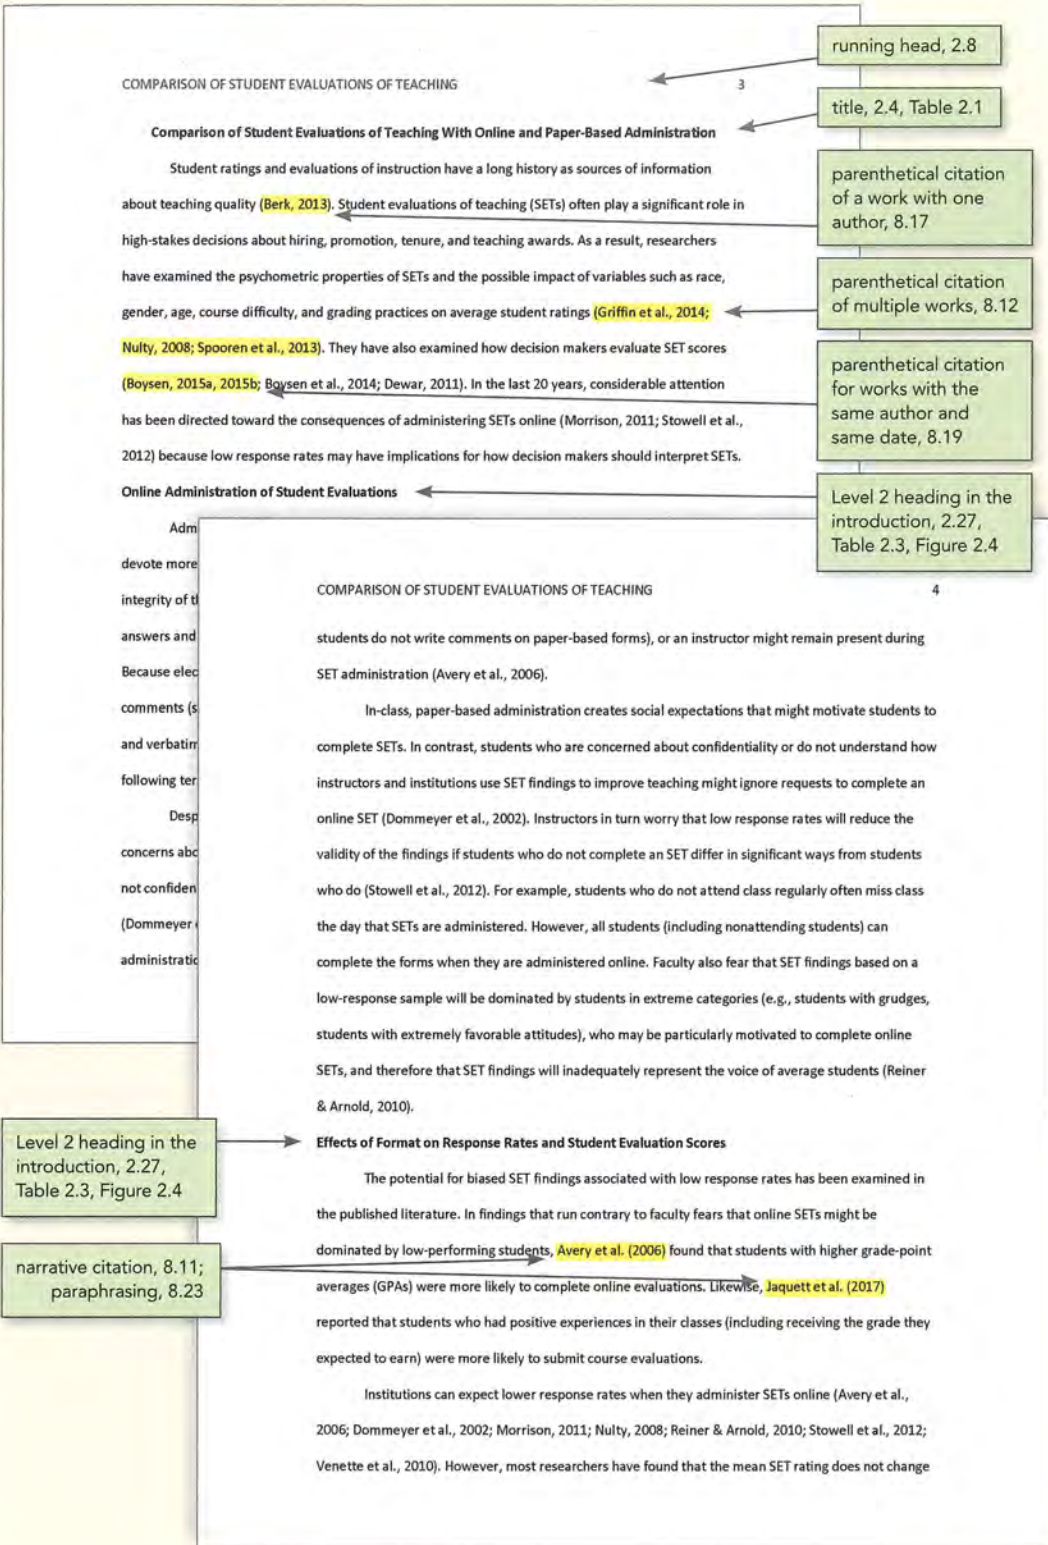 COMPARISON OF STUDENT EVALUATIONS OF TEACHING 3
Comparison of Student Evaluations of Teaching With Online and Paper-Based Administration
Student ratings and evaluations of instruction have a long history as sources of information
about teaching quality (Berk, 2013). Student evaluations of teaching (SETs) often play a significant role in
high-stakes decisions about hiring, promotion, tenure, and teaching awards. As a result, researchers
have examined the psychometric properties of SETs and the possible impact of variables such as race,
gender, age, course difficulty, and grading practices on average student ratings (Griffin et al., 2014;
Nulty, 2008; Spooren et al., 2013). They have also examined how decision makers evaluate SET scores
(Boysen, 2015a, 2015b; Boysen et al., 2014; Dewar, 2011). In the last 20 years, considerable attention
has been directed toward the consequences of administering SETs online (Morrison, 2011; Stowell et al.,
2012) because low response rates may have implications for how decision makers should interpret SETs.
Online Administration of Student Evaluations
Adm
devote more
integrity of t
answers and
Because elec
comments (s
and verbatim
following ter
Desp
concerns abo
not confiden
(Dommeyer
administratio
running head, 2.8
title, 2.4, Table 2.1
parenthetical citation
of a work with one
author, 8.17
parenthetical citation
of multiple works, 8.12
parenthetical citation
for works with the
same author and
same date, 8.19
Level 2 heading in the
introduction, 2.27,
Table 2.3, Figure 2.4
COMPARISON OF STUDENT EVALUATIONS OF TEACHING 4
students do not write comments on paper-based forms), or an instructor might remain present during
SET administration (Avery et al., 2006).
In-class, paper-based administration creates social expectations that might motivate students to
complete SETs. In contrast, students who are concerned about confidentiality or do not understand how
instructors and institutions use SET findings to improve teaching might ignore requests to complete an
online SET (Dommeyer et al., 2002). Instructors in turn worry that low response rates will reduce the
validity of the findings if students who do not complete an SET differ in significant ways from students
who do (Stowell et al., 2012). For example, students who do not attend class regularly often miss class
the day that SETs are administered. However, all students (including nonattending students) can
complete the forms when they are administered online. Faculty also fear that SET findings based on a
low-response sample will be dominated by students in extreme categories (e.g., students with grudges,
students with extremely favorable attitudes), who may be particularly motivated to complete online
SETs, and therefore that SET findings will inadequately represent the voice of average students (Reiner
& Arnold, 2010).
Effects of Format on Response Rates and Student Evaluation Scores
The potential for biased SET findings associated with low response rates has been examined in
the published literature. In findings that run contrary to faculty fears that online SETs might be
dominated by low-performing students, Avery et al. (2006) found that students with higher grade-point
averages (GPAs) were more likely to complete online evaluations. Likewise, Jaquett et al. (2017)
reported that students who had positive experiences in their classes (including receiving the grade they
expected to earn) were more likely to submit course evaluations.
Institutions can expect lower response rates when they administer SETs online (Avery et al.,
2006; Dommeyer et al., 2002; Morrison, 2011; Nulty, 2008; Reiner & Arnold, 2010; Stowell et al., 2012;
Venette et al., 2010). However, most researchers have found that the mean SET rating does not change
Level 2 heading in the
introduction, 2.27,
Table 2.3, Figure 2.4
narrative citation, 8.11;
paraphrasing, 8.23